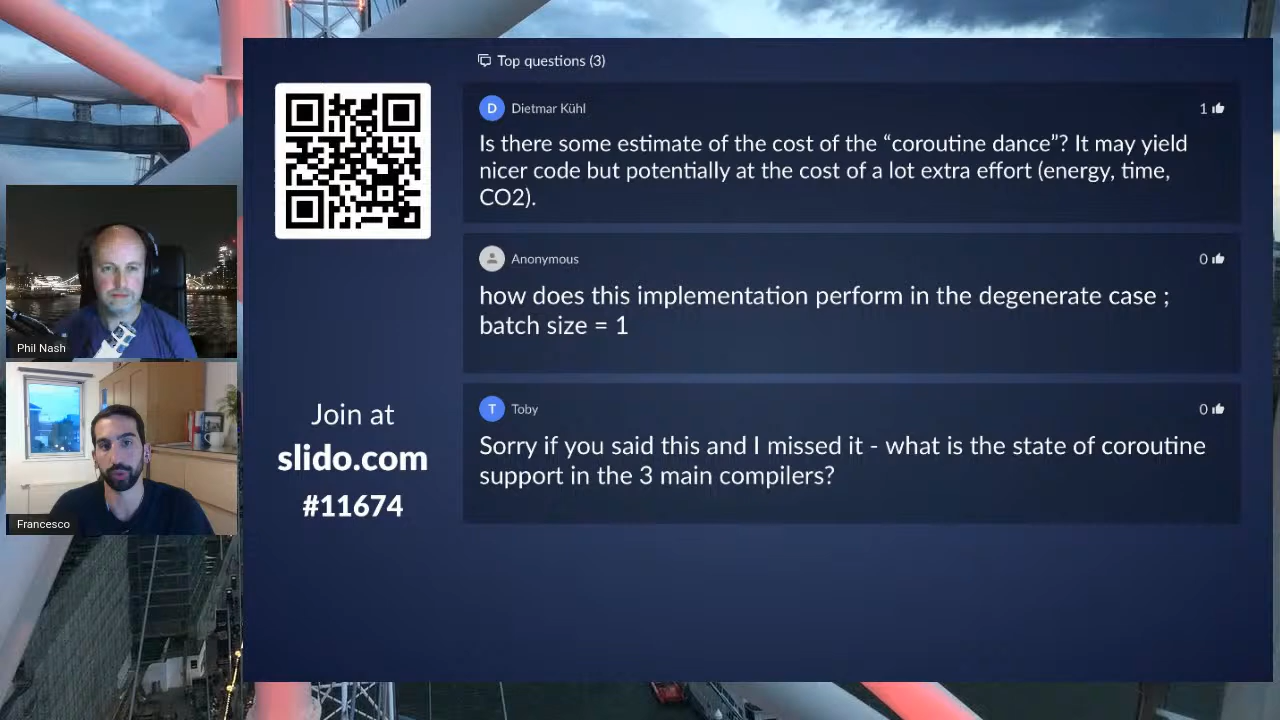 Top questions (3)
D Dietmar Kühl
1
Is there some estimate of the cost of the “coroutine dance”? It may yield
nicer code but potentially at the cost of a lot extra effort (energy, time,
CO2).
Anonymous
0
how does this implementation perform in the degenerate case ;
batch size = 1
T Toby
0
Sorry if you said this and I missed it - what is the state of coroutine
support in the 3 main compilers?
Join at
slido.com
#11674
Phil Nash
Francesco